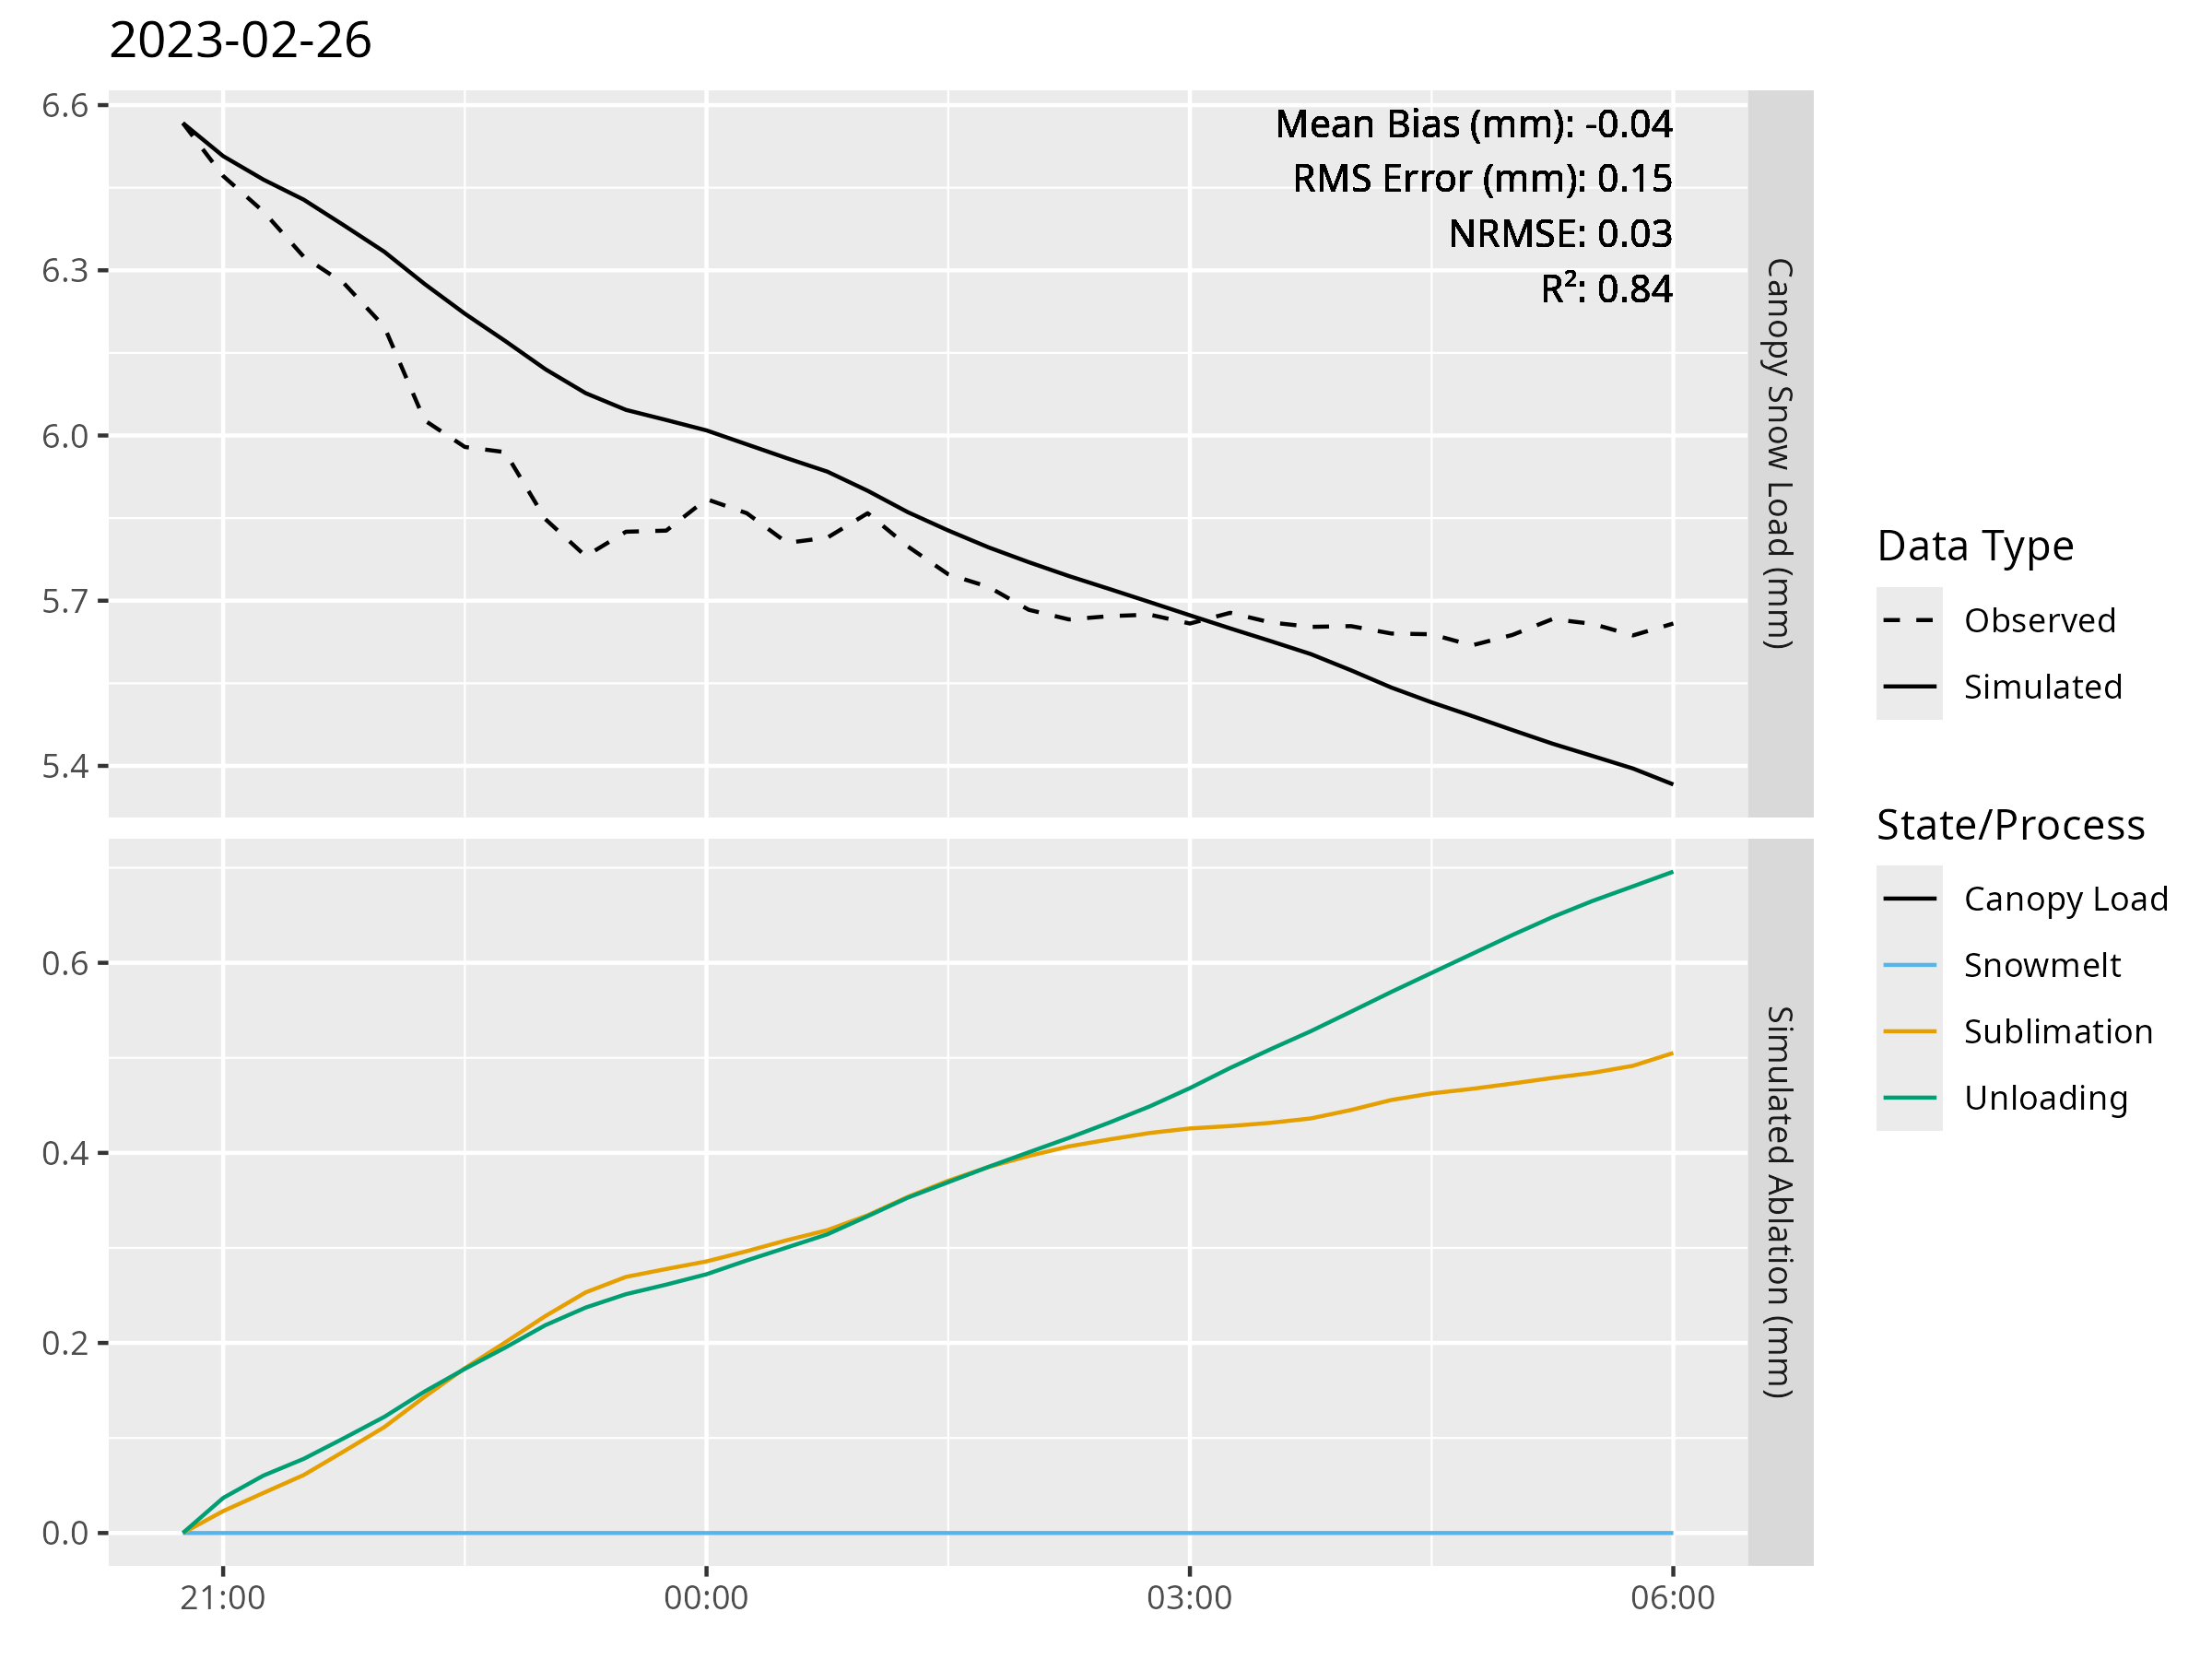 2023-02-26
6.6
6.3
6.0
5.7
5.4
Mean Bias (mm): -0.04
RMS Error (mm): 0.15
NRMSE: 0.03
R²: 0.84
Canopy Snow Load (mm)
0.6
0.4
0.2
0.0
Simulated Ablation (mm)
21:00
00:00
03:00
06:00
Data Type
Observed
Simulated
State/Process
Canopy Load
Snowmelt
Sublimation
Unloading